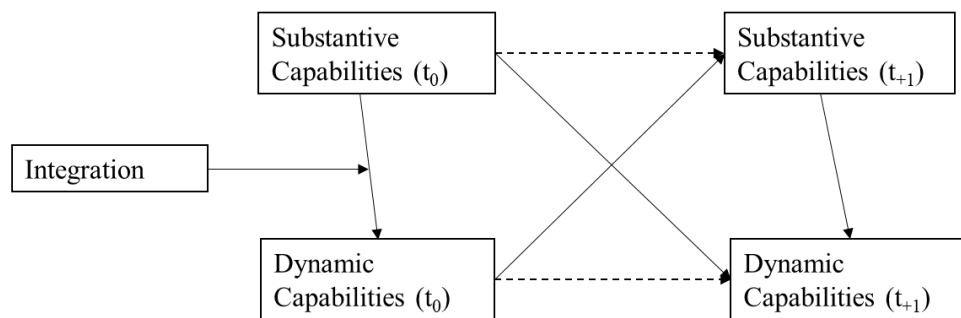 Substantive
Capabilities (t₀)
Substantive
Capabilities (t₊₁)
Integration
Dynamic
Capabilities (t₀)
Dynamic
Capabilities (t₊₁)